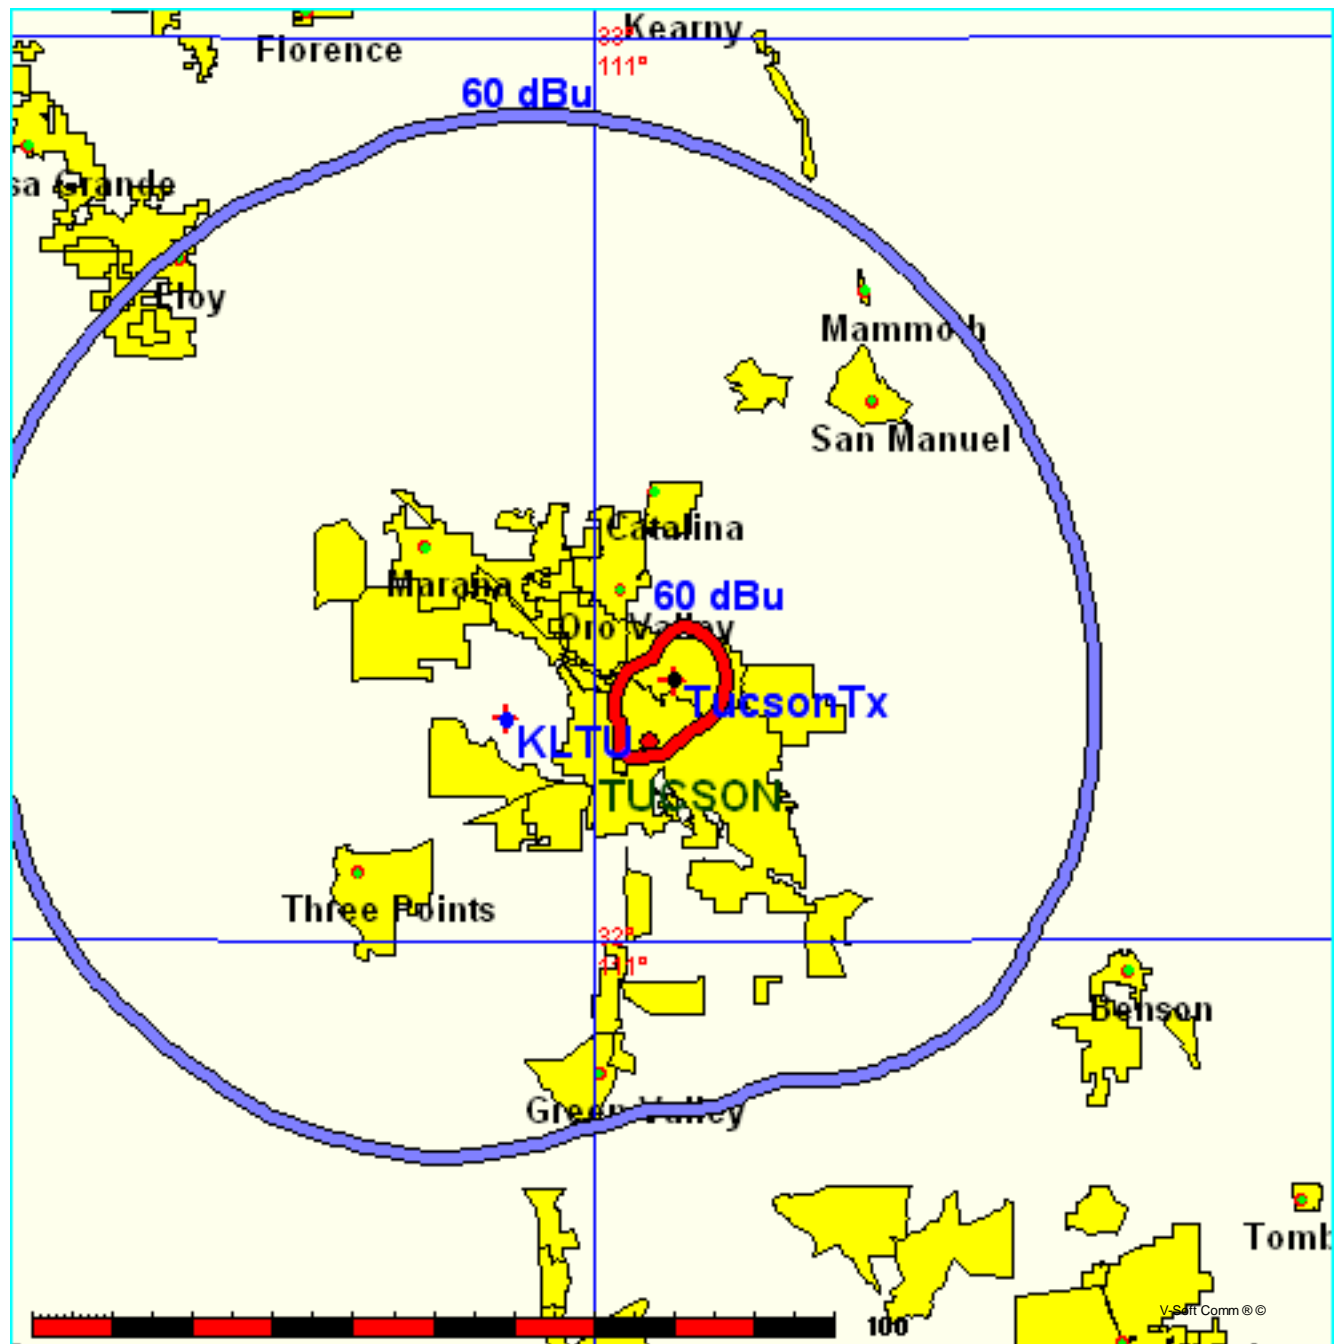 Kearny
33°
Florence
111°
60 dBu
sa Grande
Eloy
Mammoth
San Manuel
Catalina
Marana
60 dBu
Oro Valley
TucsonTx
KLTU
TUCSON
Three Points
32°
111°
Benson
Green Valley
Tomb
V-Soft Comm ® ©
100